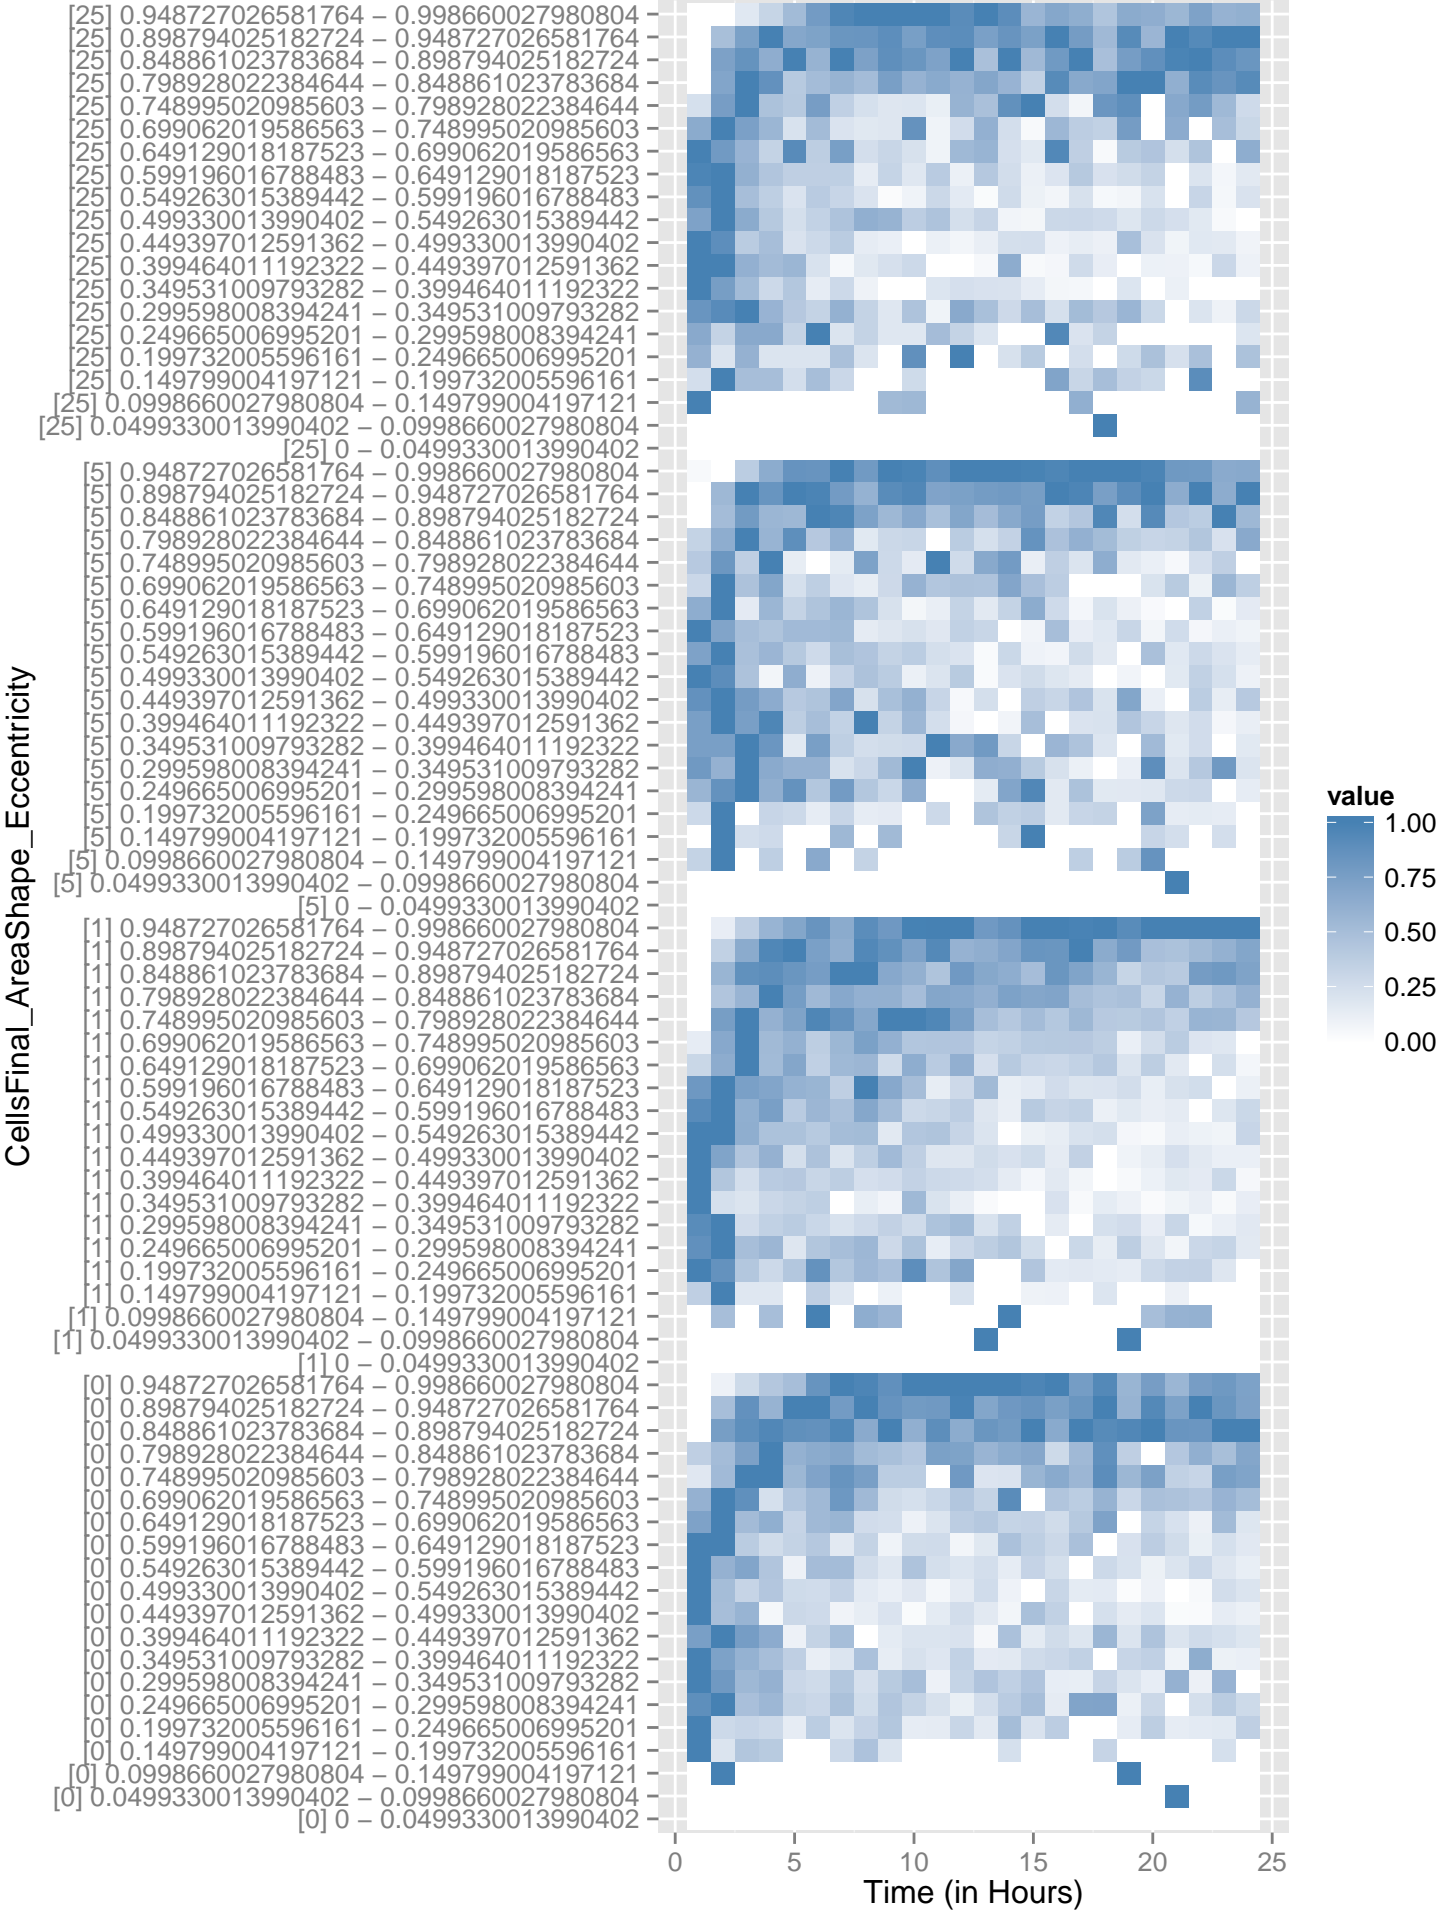 [25] 0.948727026581764 – 0.998660027980804
[25] 0.898794025182724 – 0.948727026581764
[25] 0.848861023783684 – 0.898794025182724
[25] 0.798928022384644 – 0.848861023783684
[25] 0.748995020985603 – 0.798928022384644
[25] 0.699062019586563 – 0.748995020985603
[25] 0.649129018187523 – 0.699062019586563
[25] 0.599196016788483 – 0.649129018187523
[25] 0.549263015389442 – 0.599196016788483
[25] 0.499330013990402 – 0.549263015389442
[25] 0.449397012591362 – 0.499330013990402
[25] 0.399464011192322 – 0.449397012591362
[25] 0.349531009793282 – 0.399464011192322
[25] 0.299598008394241 – 0.349531009793282
[25] 0.249665006995201 – 0.299598008394241
[25] 0.199732005596161 – 0.249665006995201
[25] 0.149799004197121 – 0.199732005596161
[25] 0.0998660027980804 – 0.149799004197121
[25] 0.0499330013990402 – 0.0998660027980804
[25] 0 – 0.0499330013990402
[5] 0.948727026581764 – 0.998660027980804
[5] 0.898794025182724 – 0.948727026581764
[5] 0.848861023783684 – 0.898794025182724
[5] 0.798928022384644 – 0.848861023783684
[5] 0.748995020985603 – 0.798928022384644
[5] 0.699062019586563 – 0.748995020985603
[5] 0.649129018187523 – 0.699062019586563
[5] 0.599196016788483 – 0.649129018187523
[5] 0.549263015389442 – 0.599196016788483
[5] 0.499330013990402 – 0.549263015389442
[5] 0.449397012591362 – 0.499330013990402
[5] 0.399464011192322 – 0.449397012591362
[5] 0.349531009793282 – 0.399464011192322
[5] 0.299598008394241 – 0.349531009793282
[5] 0.249665006995201 – 0.299598008394241
[5] 0.199732005596161 – 0.249665006995201
[5] 0.149799004197121 – 0.199732005596161
[5] 0.0998660027980804 – 0.149799004197121
[5] 0.0499330013990402 – 0.0998660027980804
[5] 0 – 0.0499330013990402
[1] 0.948727026581764 – 0.998660027980804
[1] 0.898794025182724 – 0.948727026581764
[1] 0.848861023783684 – 0.898794025182724
[1] 0.798928022384644 – 0.848861023783684
[1] 0.748995020985603 – 0.798928022384644
[1] 0.699062019586563 – 0.748995020985603
[1] 0.649129018187523 – 0.699062019586563
[1] 0.599196016788483 – 0.649129018187523
[1] 0.549263015389442 – 0.599196016788483
[1] 0.499330013990402 – 0.549263015389442
[1] 0.449397012591362 – 0.499330013990402
[1] 0.399464011192322 – 0.449397012591362
[1] 0.349531009793282 – 0.399464011192322
[1] 0.299598008394241 – 0.349531009793282
[1] 0.249665006995201 – 0.299598008394241
[1] 0.199732005596161 – 0.249665006995201
[1] 0.149799004197121 – 0.199732005596161
[1] 0.0998660027980804 – 0.149799004197121
[1] 0.0499330013990402 – 0.0998660027980804
[1] 0 – 0.0499330013990402
[0] 0.948727026581764 – 0.998660027980804
[0] 0.898794025182724 – 0.948727026581764
[0] 0.848861023783684 – 0.898794025182724
[0] 0.798928022384644 – 0.848861023783684
[0] 0.748995020985603 – 0.798928022384644
[0] 0.699062019586563 – 0.748995020985603
[0] 0.649129018187523 – 0.699062019586563
[0] 0.599196016788483 – 0.649129018187523
[0] 0.549263015389442 – 0.599196016788483
[0] 0.499330013990402 – 0.549263015389442
[0] 0.449397012591362 – 0.499330013990402
[0] 0.399464011192322 – 0.449397012591362
[0] 0.349531009793282 – 0.399464011192322
[0] 0.299598008394241 – 0.349531009793282
[0] 0.249665006995201 – 0.299598008394241
[0] 0.199732005596161 – 0.249665006995201
[0] 0.149799004197121 – 0.199732005596161
[0] 0.0998660027980804 – 0.149799004197121
[0] 0.0499330013990402 – 0.0998660027980804
[0] 0 – 0.0499330013990402
CellsFinal_AreaShape_Eccentricity
0 5 10 15 20 25
Time (in Hours)
value
1.00
0.75
0.50
0.25
0.00